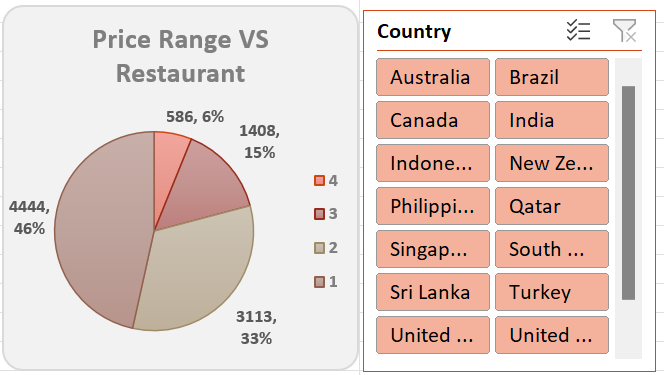 Price Range VS
Restaurant
586, 6%
1408,
15%
4444,
46%
3113,
33%
4
3
2
1
Country
Australia Brazil
Canada India
Indone... New Ze...
Philippi... Qatar
Singap... South ...
Sri Lanka Turkey
United ... United ...